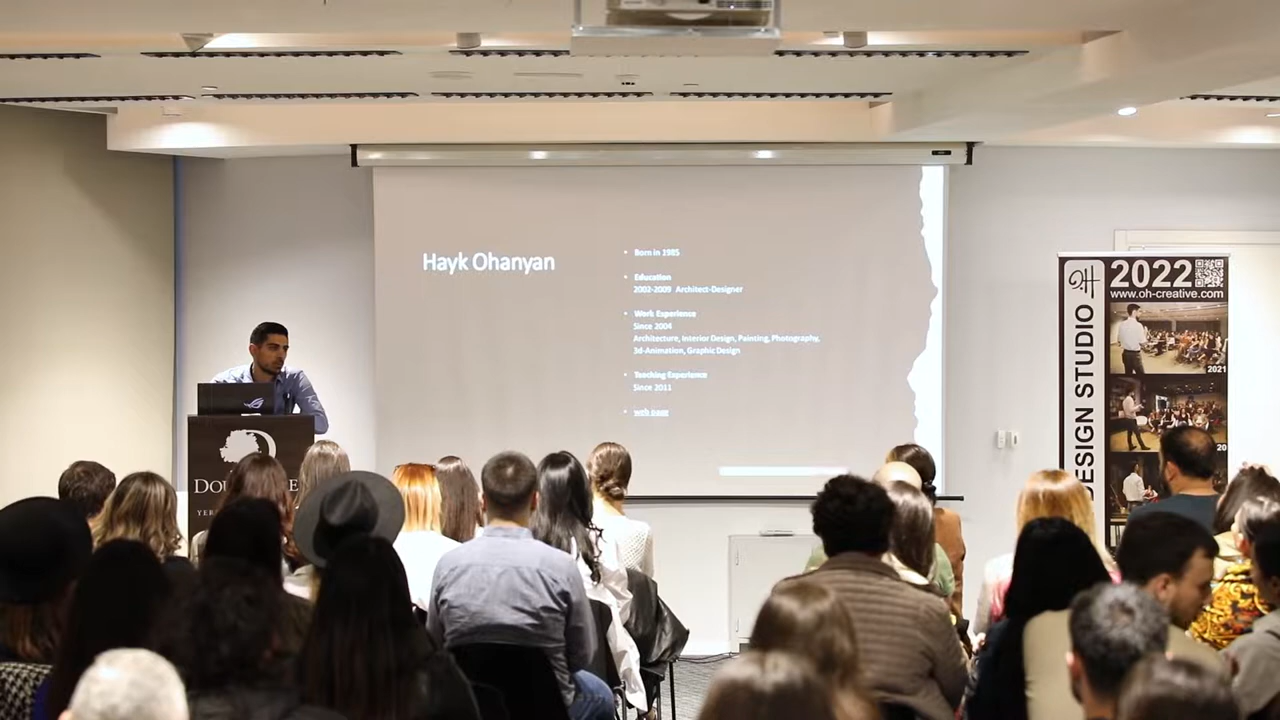 Hayk Ohanyan
• Born in 1985
• Education
2002-2009 Architect-Designer
• Work Experience
Since 2004
Architecture, Interior Design, Painting, Photography,
3d-Animation, Graphic Design
• Teaching Experience
Since 2011
• web page
2022
www.oh-creative.com
DESIGN STUDIO
2021